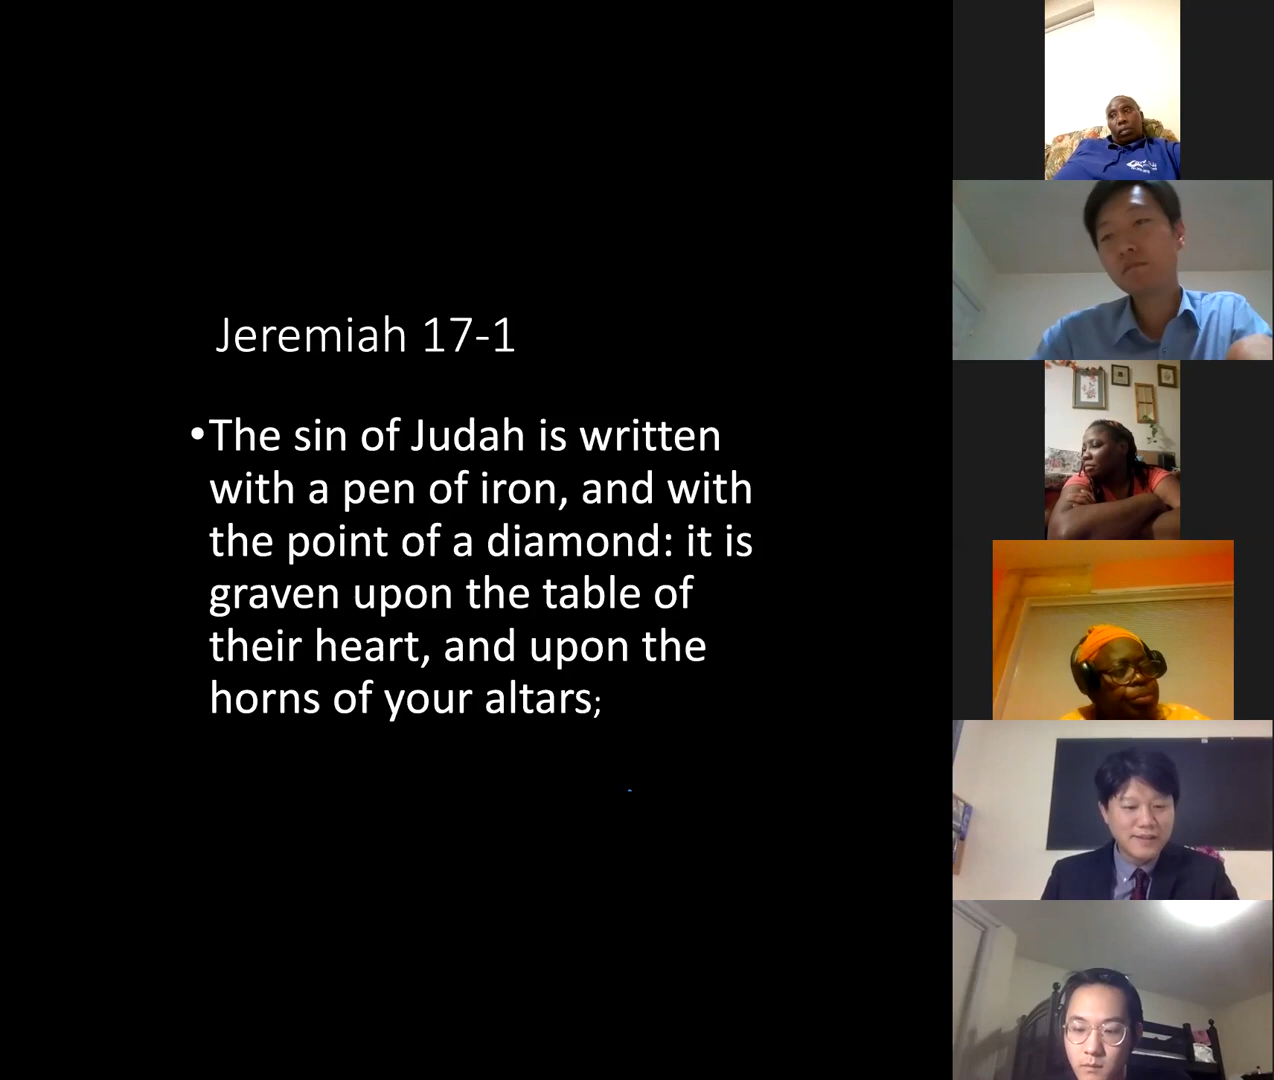 Jeremiah 17-1
•The sin of Judah is written
with a pen of iron, and with
the point of a diamond: it is
graven upon the table of
their heart, and upon the
horns of your altars;